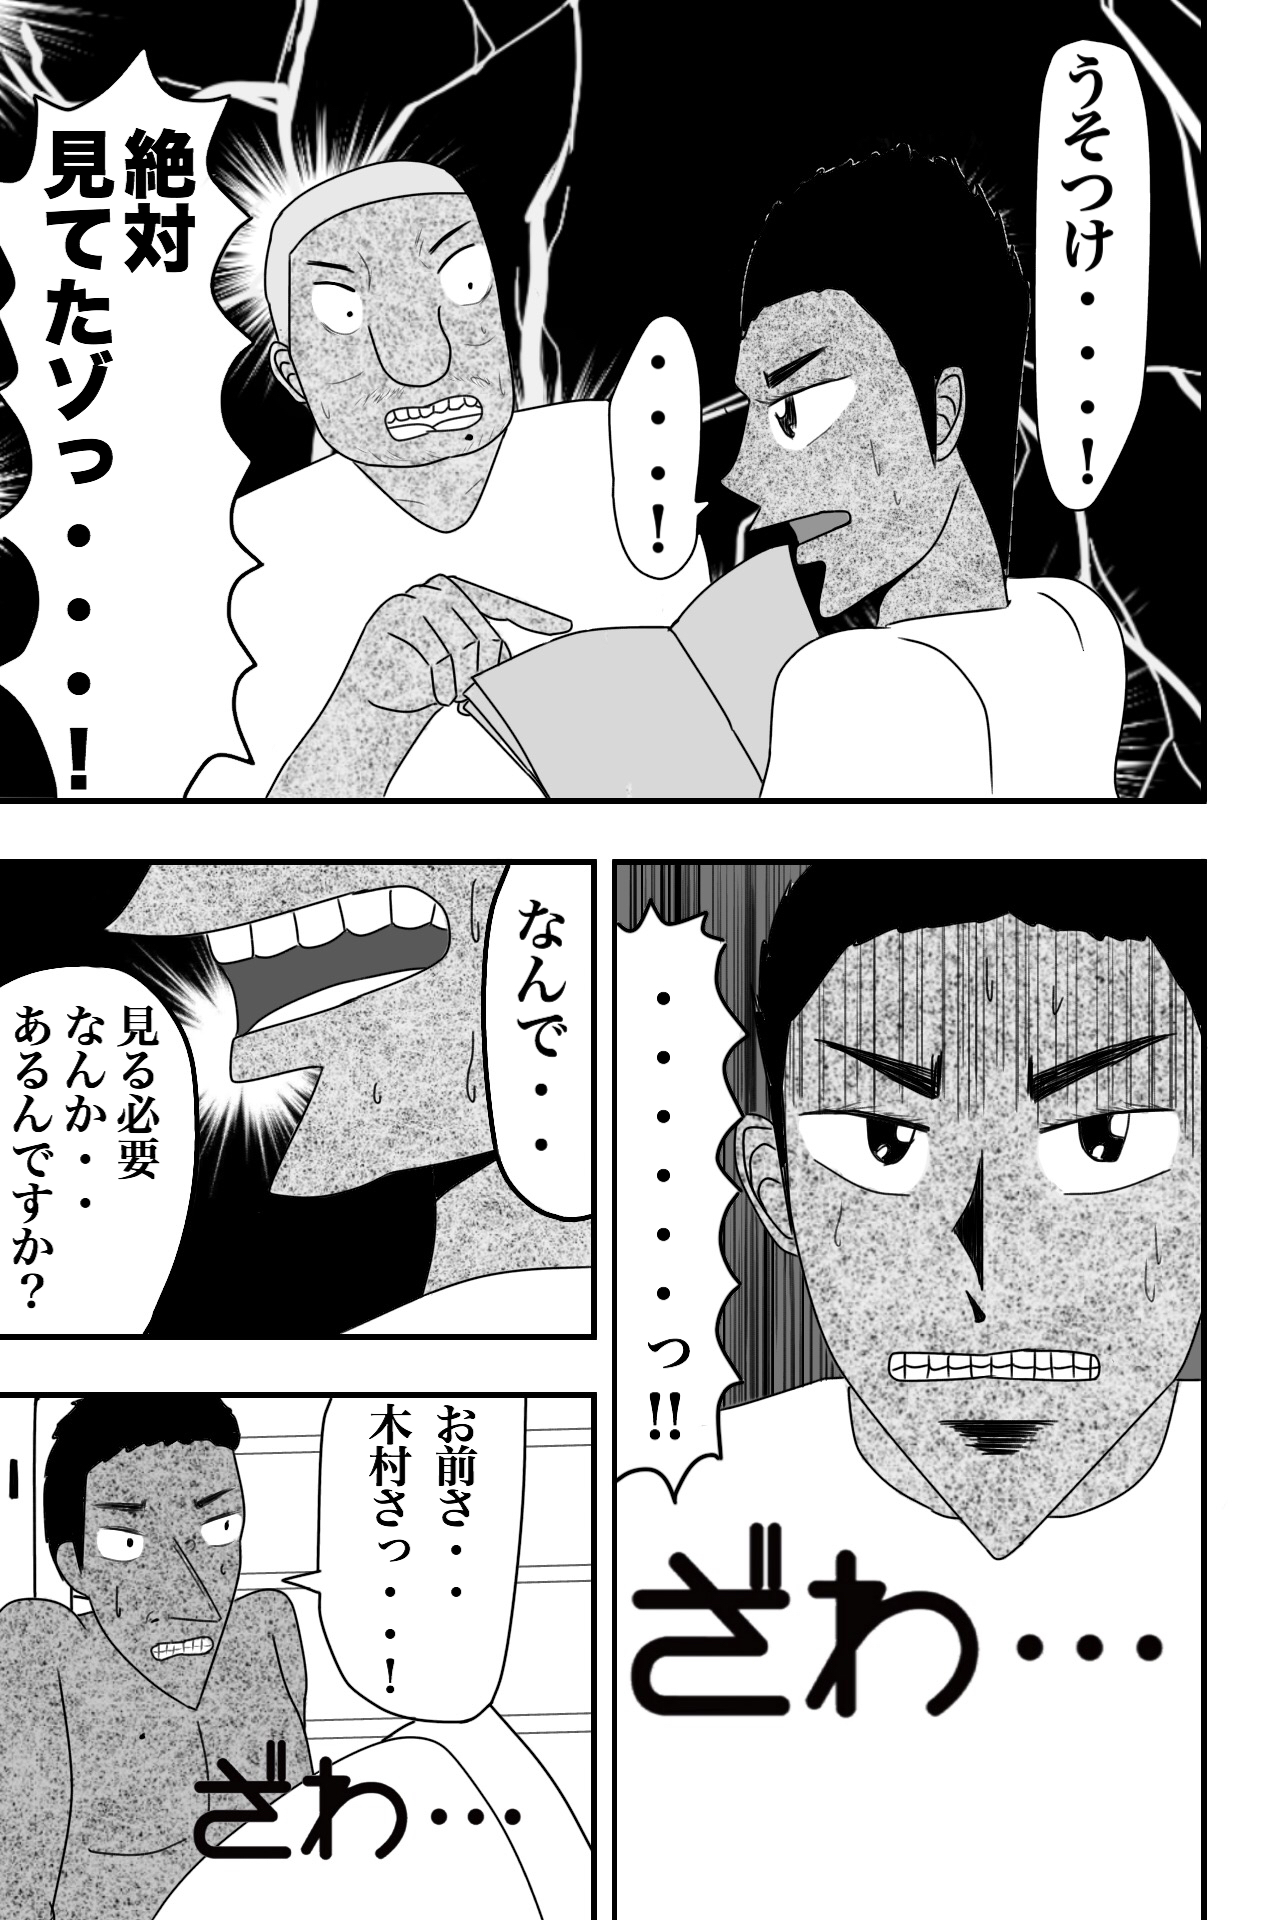 うそつけ・・・・！
・・・・！
絶対
見てたゾっ・・・・！
・・・・・・っ！！
ざわ・・・
なんで・・
見る必要
なんか・・
あるんですか？
お前さ・・
木村さっ・・・！
ざわ・・・